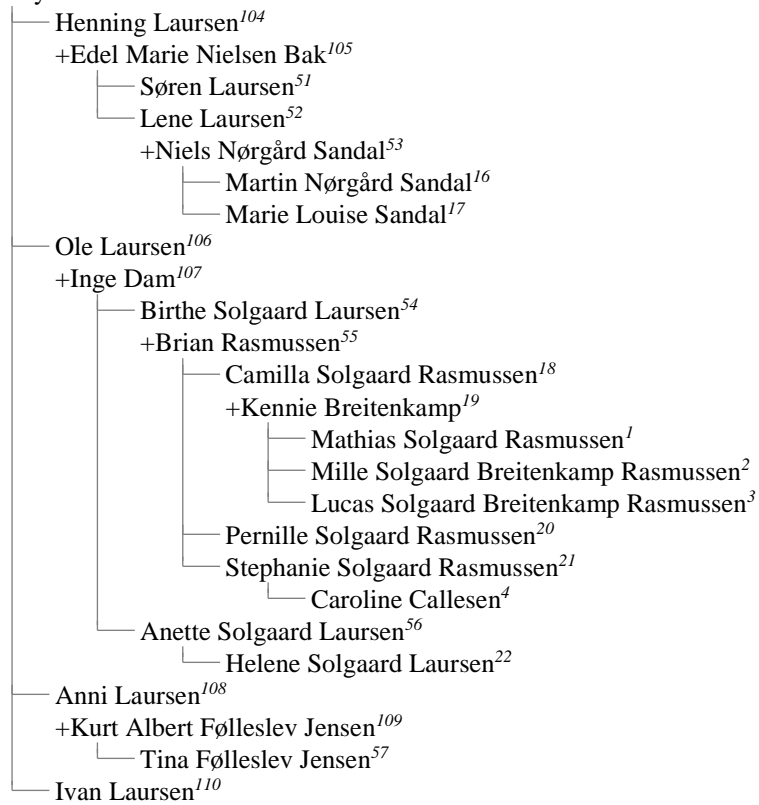 Henning Laursen104
+Edel Marie Nielsen Bak105
Søren Laursen51
Lene Laursen52
+Niels Nørgård Sandal53
Martin Nørgård Sandal16
Marie Louise Sandal17
Ole Laursen106
+Inge Dam107
Birthe Solgaard Laursen54
+Brian Rasmussen55
Camilla Solgaard Rasmussen18
+Kennie Breitenkamp19
Mathias Solgaard Rasmussen1
Mille Solgaard Breitenkamp Rasmussen2
Lucas Solgaard Breitenkamp Rasmussen3
Pernille Solgaard Rasmussen20
Stephanie Solgaard Rasmussen21
Caroline Callesen4
Anette Solgaard Laursen56
Helene Solgaard Laursen22
Anni Laursen108
+Kurt Albert Følleslev Jensen109
Tina Følleslev Jensen57
Ivan Laursen110